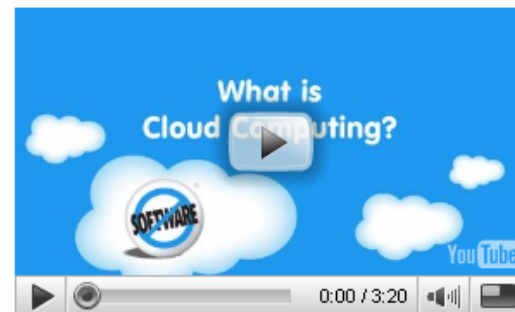 What is
Cloud Computing?
SOFTWARE
YouTube
0:00 / 3:20